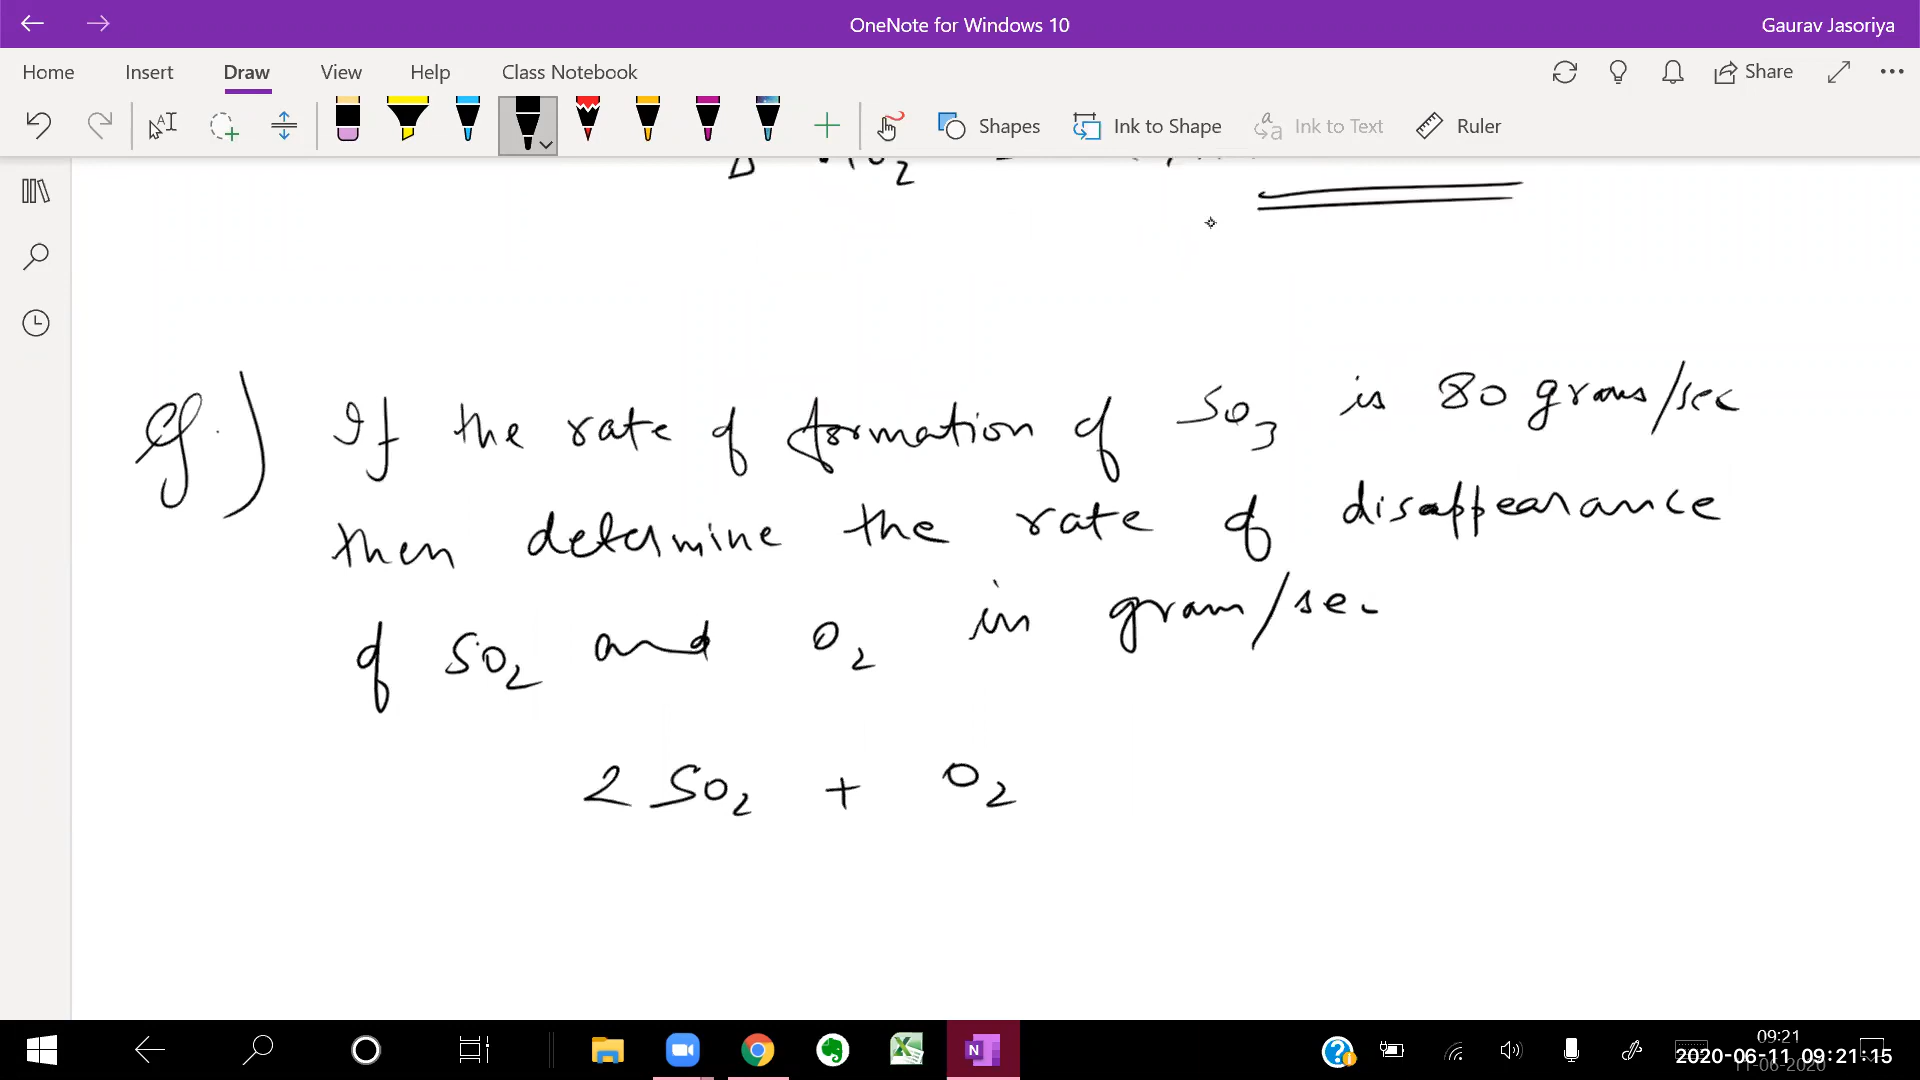 OneNote for Windows 10
Gaurav Jasoriya
Home Insert Draw View Help Class Notebook Share
Shapes Ink to Shape Ink to Text Ruler
If the rate of formation of SO3 is 80 grams/sec
then determine the rate of disappearance
of SO2 and O2 in gram/sec
2 SO2 + O2
09:21
2020-06-11 09:21:15
11-06-2020